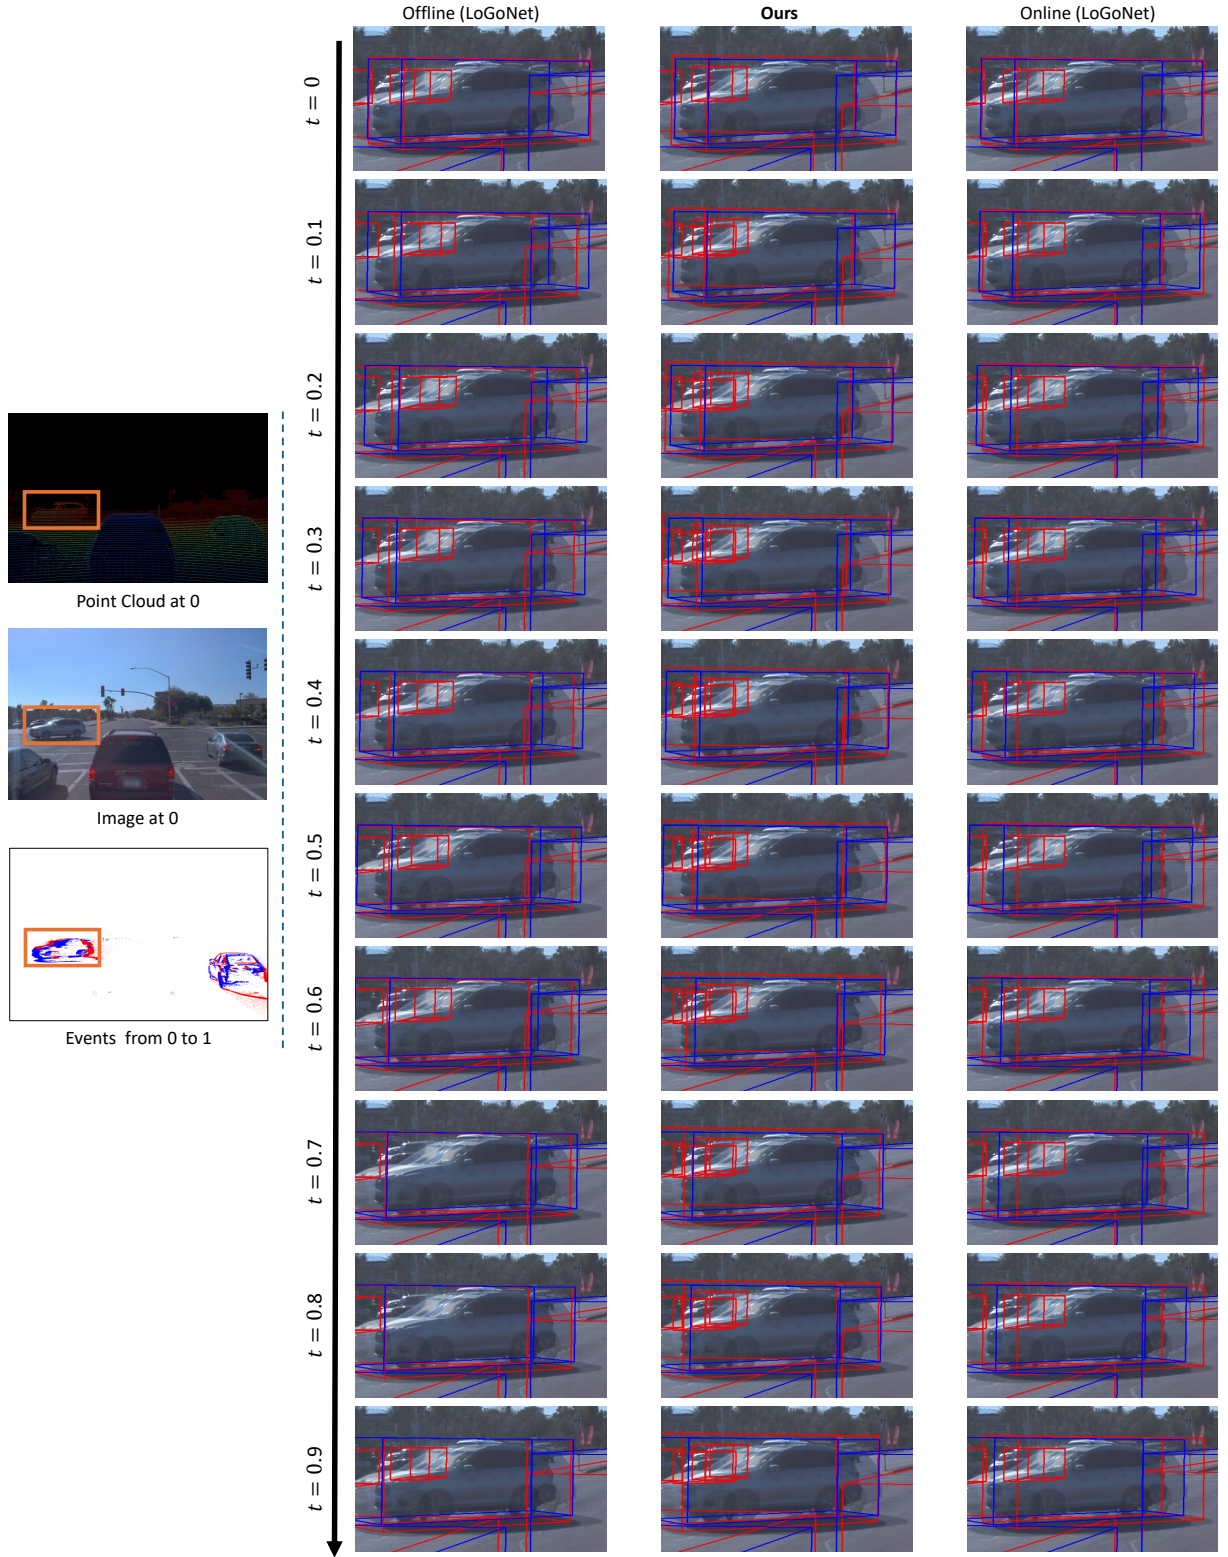 Offline (LoGoNet)
Ours
Online (LoGoNet)
t = 0
t = 0.1
t = 0.2
t = 0.3
t = 0.4
t = 0.5
t = 0.6
t = 0.7
t = 0.8
t = 0.9
Point Cloud at 0
Image at 0
Events from 0 to 1